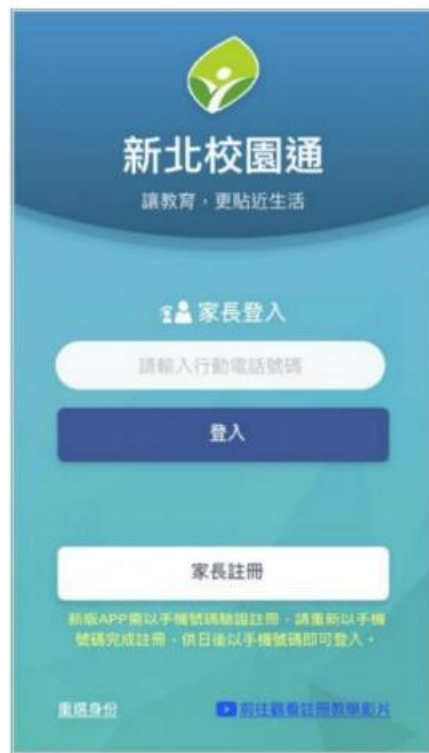 新北校園通
讓教育，更貼近生活
家長登入
請輸入行動電話號碼
登入
家長註冊
新版APP需以手機號碼驗證註冊，請重新以手機
號碼完成註冊，供日後以手機號碼即可登入。
重選身份
前往觀看註冊教學影片